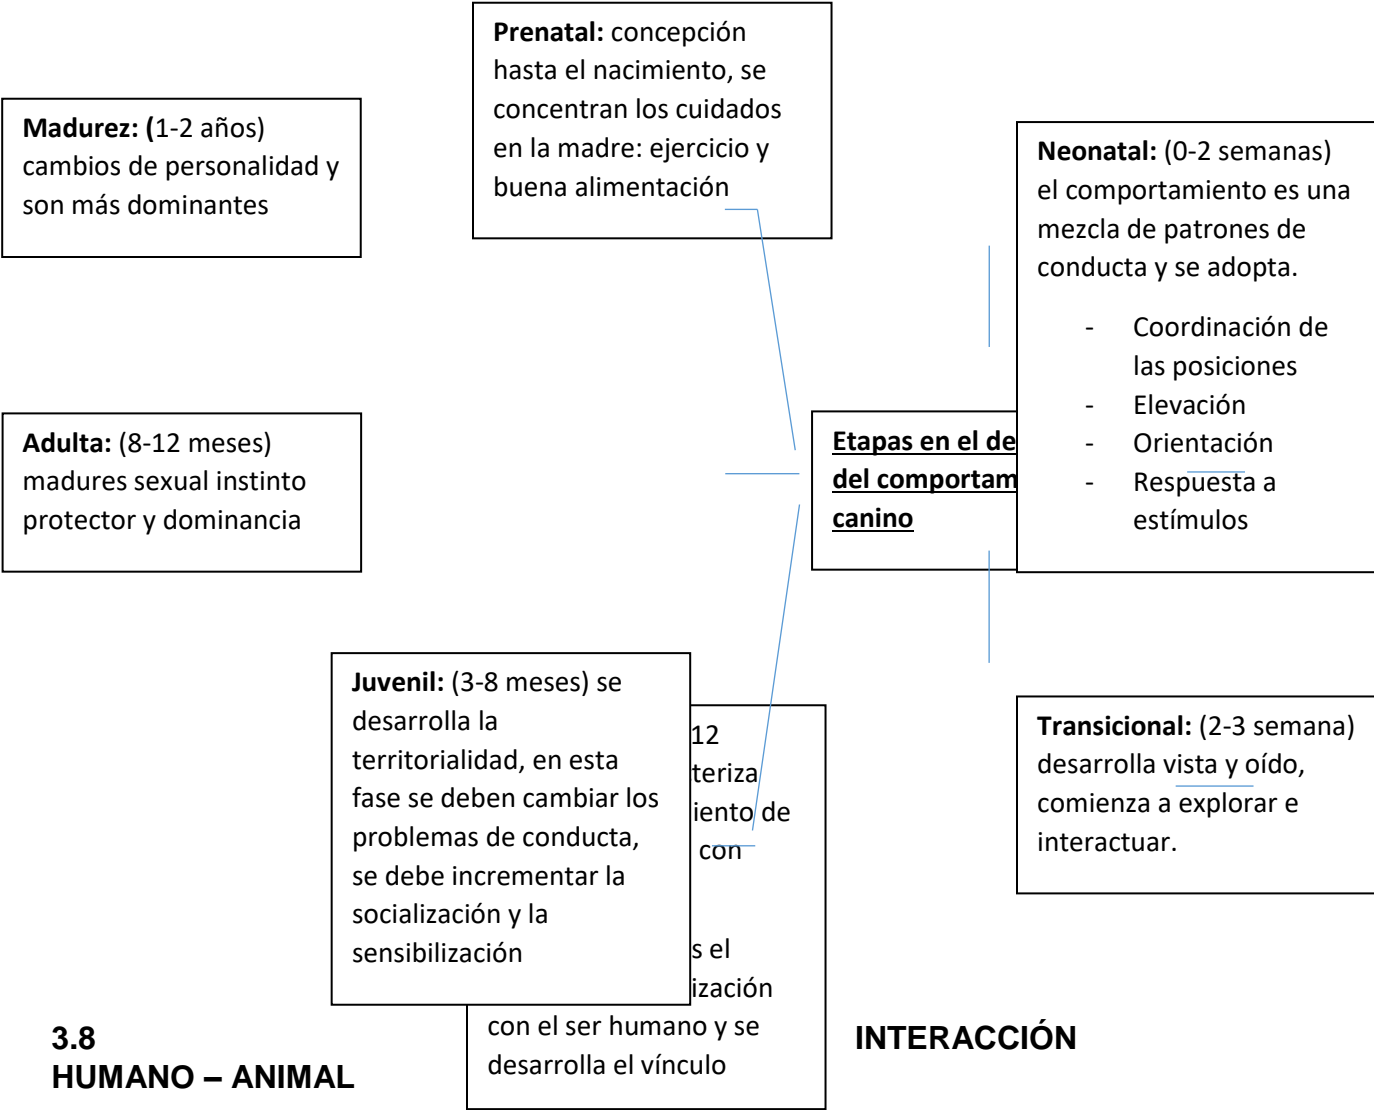 Prenatal: concepción
hasta el nacimiento, se
concentran los cuidados
en la madre: ejercicio y
buena alimentación
Madurez: (1-2 años)
cambios de personalidad y
son más dominantes
Neonatal: (0-2 semanas)
el comportamiento es una
mezcla de patrones de
conducta y se adopta.
- Coordinación de
las posiciones
- Elevación
- Orientación
- Respuesta a
estímulos
Etapas en el de
del comportam
canino
Adulta: (8-12 meses)
madures sexual instinto
protector y dominancia
Juvenil: (3-8 meses) se
desarrolla la
territorialidad, en esta
fase se deben cambiar los
problemas de conducta,
se debe incrementar la
socialización y la
sensibilización
12
teriza
iento de
con
s el
ización
con el ser humano y se
desarrolla el vínculo
Transicional: (2-3 semana)
desarrolla vista y oído,
comienza a explorar e
interactuar.
3.8 INTERACCIÓN
HUMANO – ANIMAL